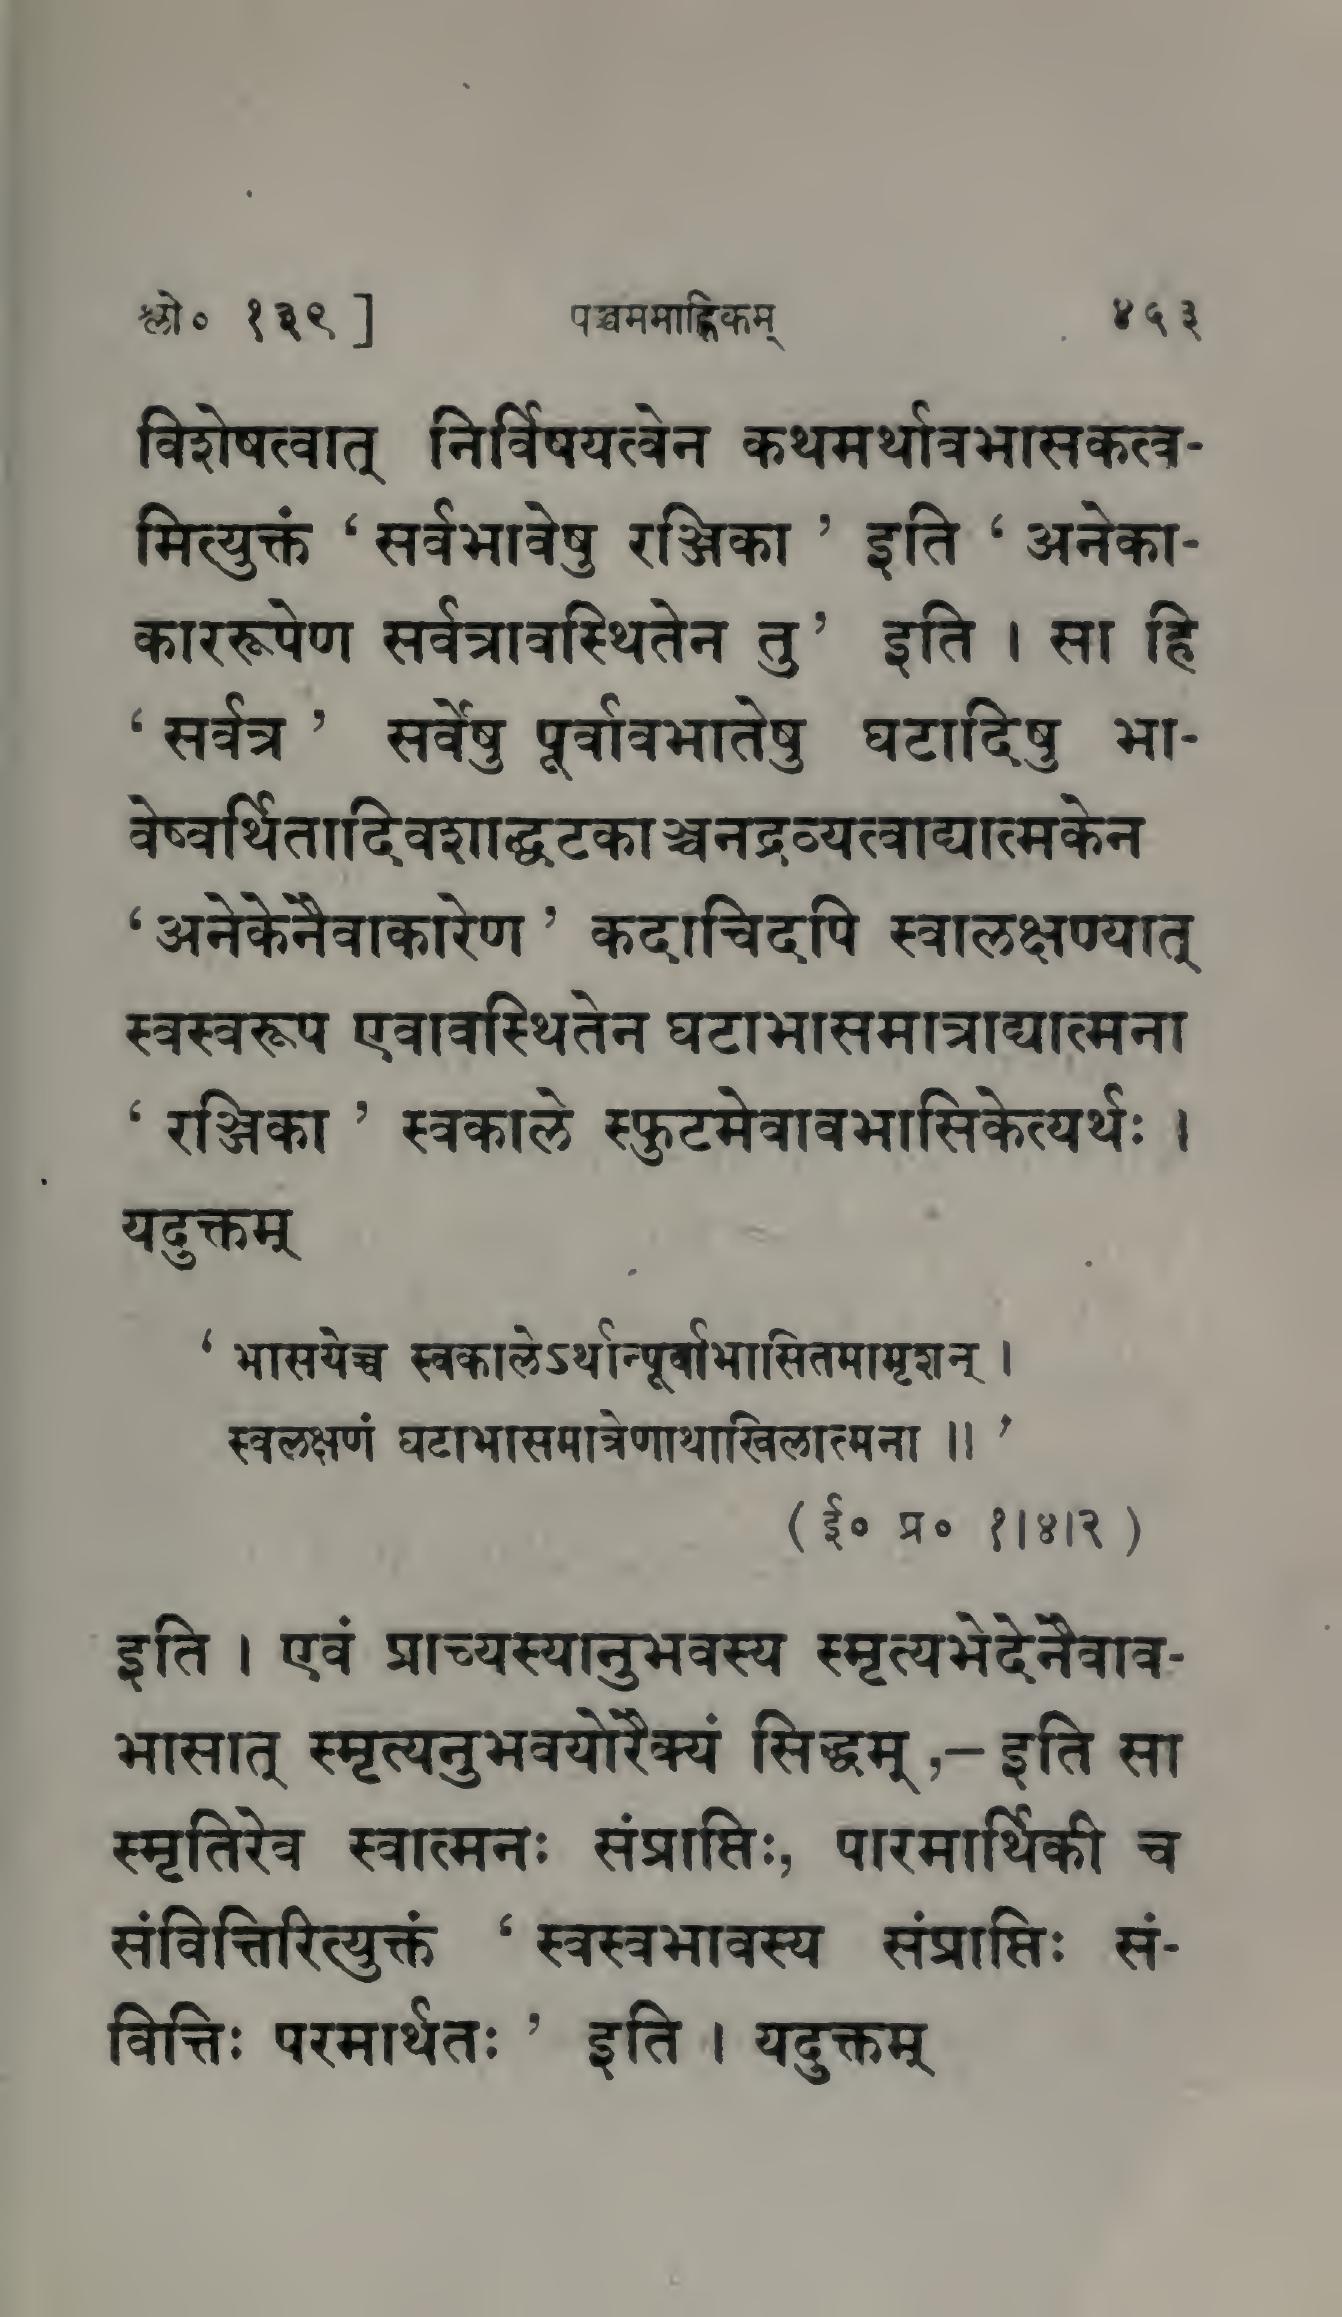 श्लो० १३९]
पञ्चममाह्निकम्
४५३
विशेषत्वात् निर्विषयत्वेन कथमर्थावभासकत्व-
मित्युक्तं ‘ सर्वभावेषु रञ्जिका ’ इति ‘ अनेका-
काररूपेण सर्वत्रावस्थितेन तु ’ इति । सा हि
‘ सर्वत्र ’ सर्वेषु पूर्वावभातेषु घटादिषु भा-
वेष्वर्थितादिवशाद्घटकाञ्चनद्रव्यत्वाद्यात्मकेन
‘ अनेकेनैवाकारेण ’ कदाचिदपि स्वालक्षण्यात्
स्वस्वरूप एवावस्थितेन घटाभासमात्राद्यात्मना
‘ रञ्जिका ’ स्वकाले स्फुटमेवावभासिकेत्यर्थः ।
यदुक्तम्
‘ भासयेच्च स्वकालेऽर्थान्पूर्वाभासितमामृशन् ।
स्वलक्षणं घटाभासमात्रेणाथाखिलात्मना ॥ ’
( ई० प्र० १।४।२ )
इति । एवं प्राच्यस्यानुभवस्य स्मृत्यभेदेनैवाव-
भासात् स्मृत्यनुभवयोरैक्यं सिद्धम्,— इति सा
स्मृतिरेव स्वात्मनः संप्राप्तिः, पारमार्थिकी च
संवित्तिरित्युक्तं ‘ स्वस्वभावस्य संप्राप्तिः सं-
वित्तिः परमार्थतः ’ इति । यदुक्तम्